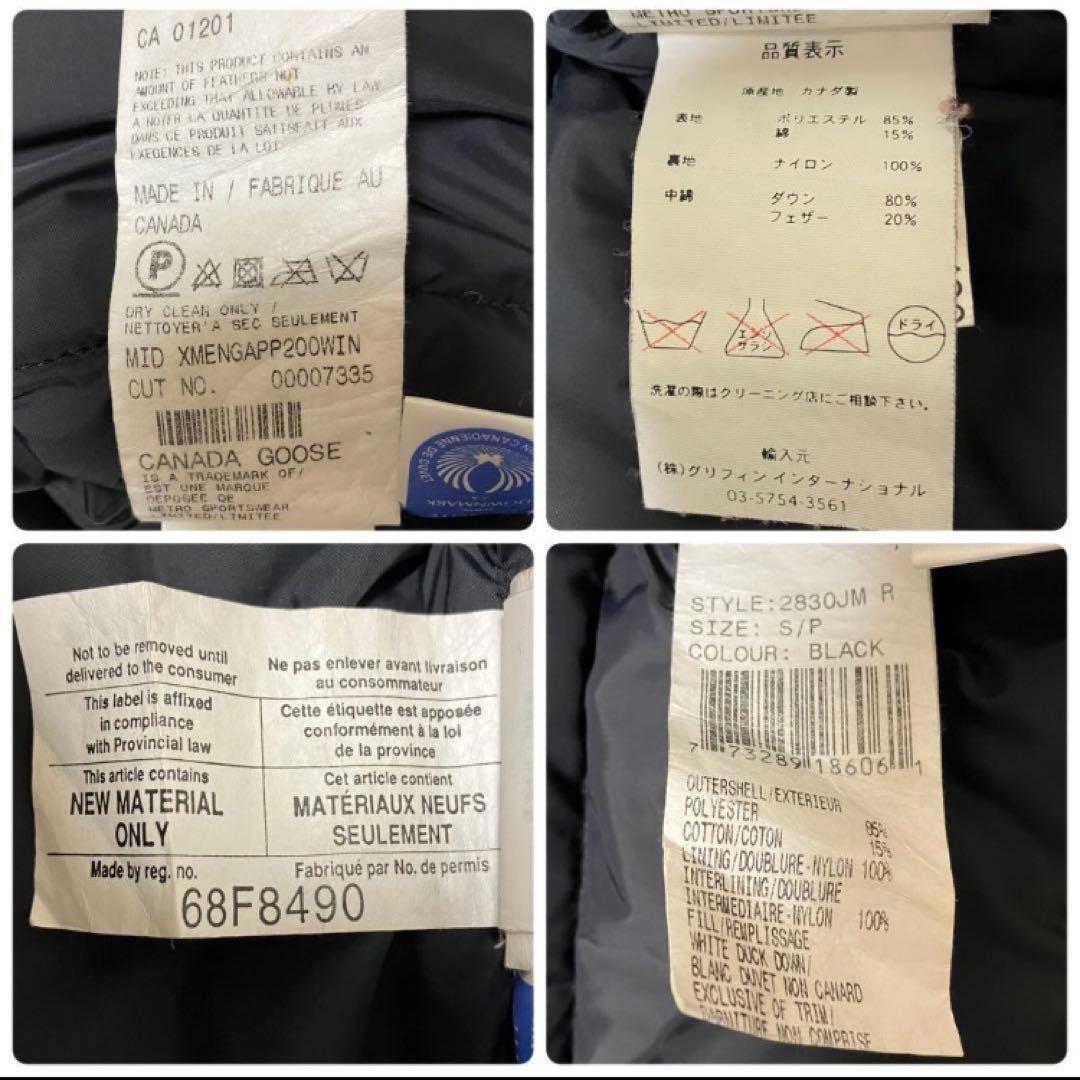 CA 01201
NOTE: THIS PRODUCT CONTAINS AN
AMOUNT OF FEATHERS NOT
EXCEEDING THAT ALLOWABLE BY LAW
A NOTER LA QUANTITE DE PLUMES
DANS CE PRODUIT SATISFAIT AUX
EXEGENCES DE LA LOI
MADE IN / FABRIQUE AU
CANADA
P
DRY CLEAN ONLY /
NETTOYER'A SEC SEULEMENT
MID XMENGAPP200WIN
CUT NO. 00007335
CANADA GOOSE
IS A TRADEMARK OF/
EST UNE MARQUE
DEPOSEE DE
METRO SPORTSWEAR
LIMITED/LIMITEE
DOWNMARK
LIMITED/LIMITEE
品質表示
原産地 カナダ製
表地 ポリエステル 85%
綿 15%
裏地 ナイロン 100%
中綿 ダウン 80%
フェザー 20%
エンソ
サラシ
ドライ
洗濯の際はクリーニング店にご相談下さい。
輸入元
(株)グリフィン インターナショナル
03-5754-3561
Not to be removed until
delivered to the consumer
Ne pas enlever avant livraison
au consommateur
This label is affixed
in compliance
with Provincial law
Cette étiquette est apposée
conformément à la loi
de la province
This article contains
NEW MATERIAL
ONLY
Cet article contient
MATÉRIAUX NEUFS
SEULEMENT
Made by reg. no.
Fabriqué par No. de permis
68F8490
STYLE:2830JM R
SIZE: S/P
COLOUR: BLACK
7 73289 18606 1
OUTERSHELL/EXTERIEUR
POLYESTER 85%
COTTON/COTON 15%
LINING/DOUBLURE-NYLON 100%
INTERLINING/DOUBLURE
INTERMEDIAIRE-NYLON 100%
FILL/REMPLISSAGE
WHITE DUCK DOWN/
BLANC DUVET NON CANARD
EXCLUSIVE OF TRIM/
GARNITURE NON COMPRISE